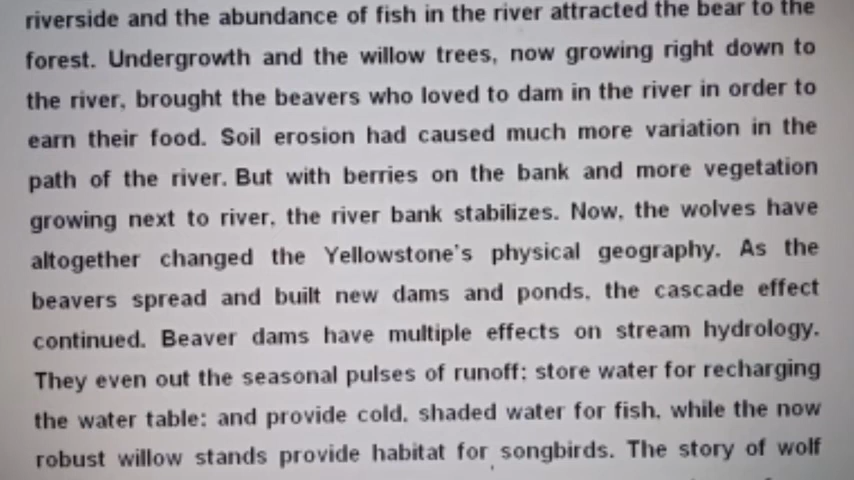 riverside and the abundance of fish in the river attracted the bear to the
forest. Undergrowth and the willow trees, now growing right down to
the river, brought the beavers who loved to dam in the river in order to
earn their food. Soil erosion had caused much more variation in the
path of the river. But with berries on the bank and more vegetation
growing next to river, the river bank stabilizes. Now, the wolves have
altogether changed the Yellowstone's physical geography. As the
beavers spread and built new dams and ponds, the cascade effect
continued. Beaver dams have multiple effects on stream hydrology.
They even out the seasonal pulses of runoff; store water for recharging
the water table; and provide cold, shaded water for fish, while the now
robust willow stands provide habitat for songbirds. The story of wolf